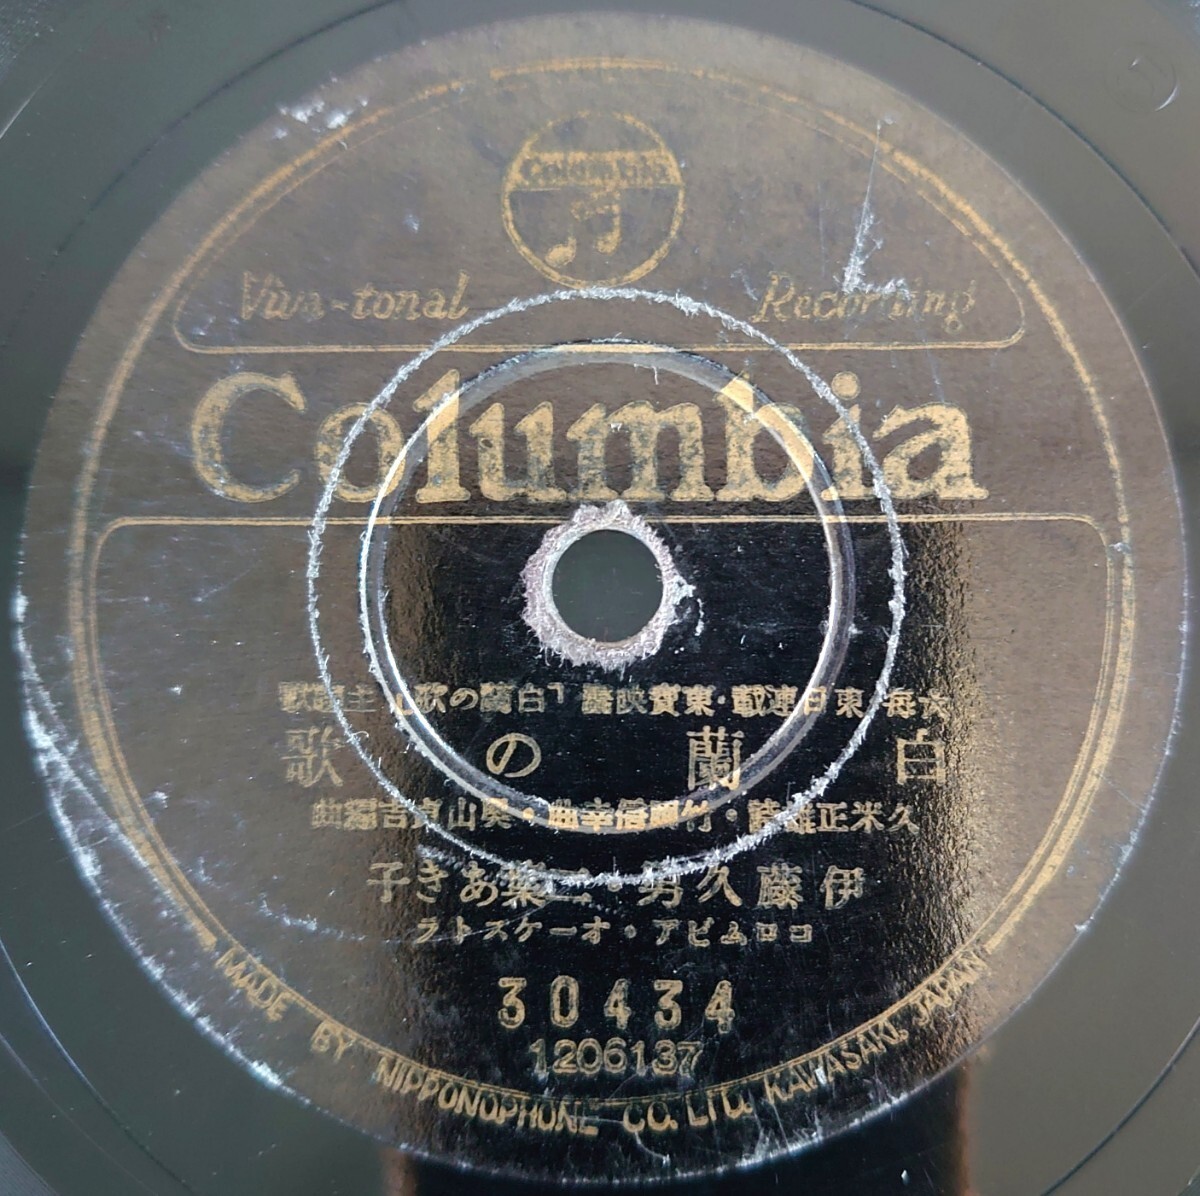 Columbia
Viva-tonal Recording
Columbia
大毎 東日連載・東寶映畫「白蘭の歌」主題歌
白蘭の歌
久米正雄詩・竹岡信幸曲・奥山貞吉編曲
伊藤久男・二葉あき子
コロムビア・オーケストラ
30434
1206137
MADE BY NIPPONOPHONE CO. LTD. KAWASAKI, JAPAN